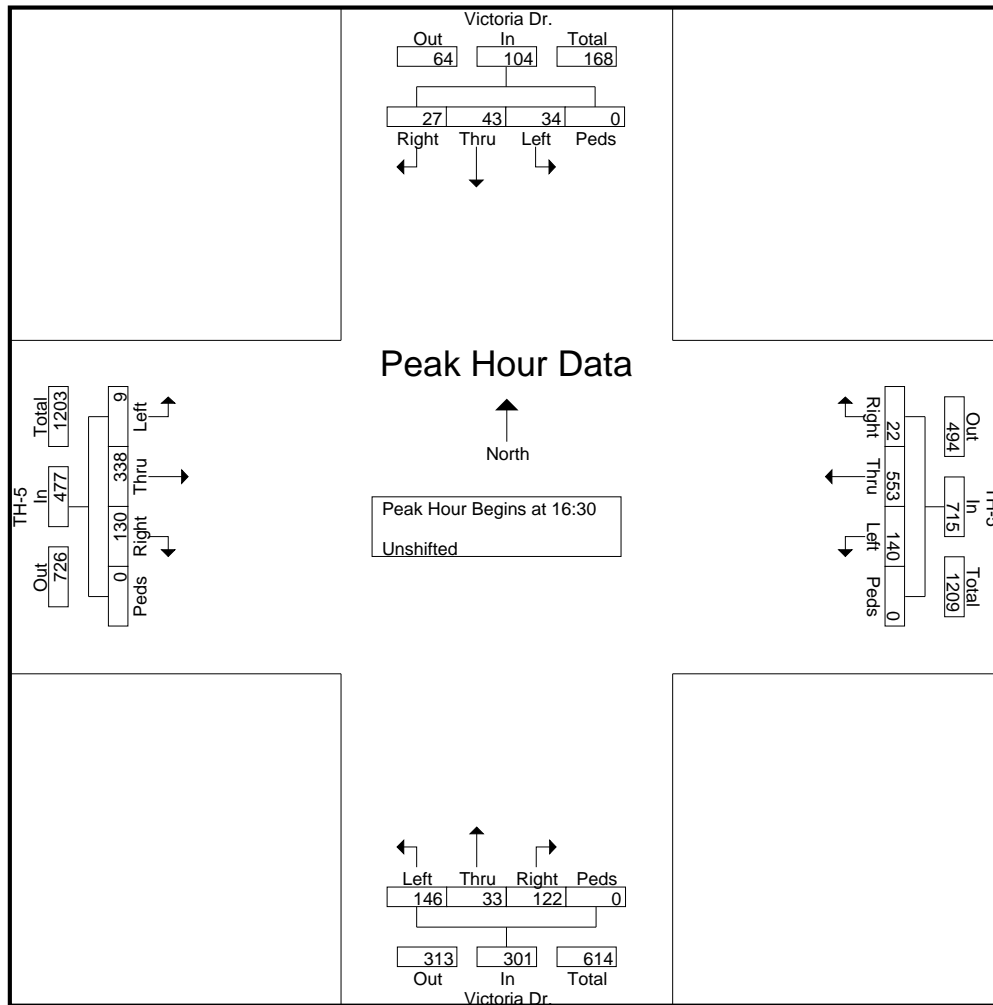 Victoria Dr.
Out In Total
64 104 168
27 43 34 0
Right Thru Left Peds
Peak Hour Data
North
Peak Hour Begins at 16:30
Unshifted
TH-5
Total In Out
1203 477 726
9 338 130 0
Left Thru Right Peds
Right Thru Left Peds
22 553 140 0
494 715 1209
Out In Total
TH-5
Left Thru Right Peds
146 33 122 0
313 301 614
Out In Total
Victoria Dr.